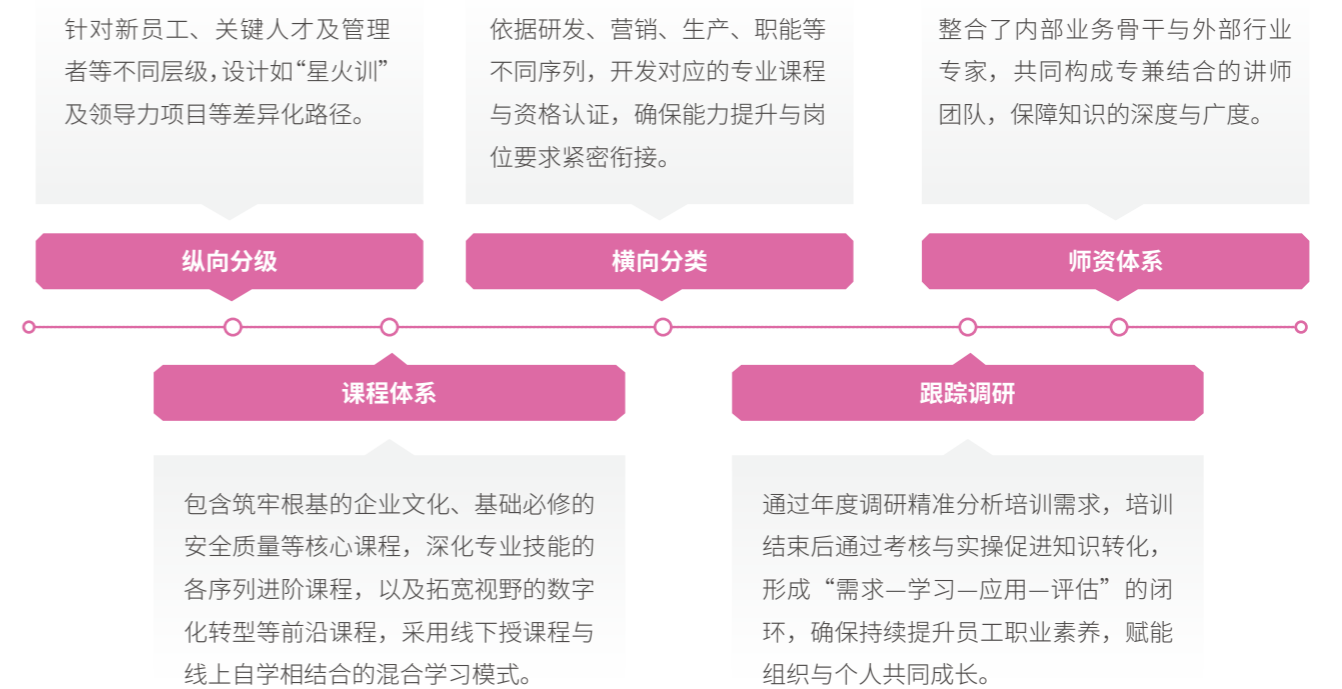 针对新员工、关键人才及管理
者等不同层级，设计如“星火训”
及领导力项目等差异化路径。
纵向分级
依据研发、营销、生产、职能等
不同序列，开发对应的专业课程
与资格认证，确保能力提升与岗
位要求紧密衔接。
横向分类
整合了内部业务骨干与外部行业
专家，共同构成专兼结合的讲师
团队，保障知识的深度与广度。
师资体系
课程体系
包含筑牢根基的企业文化、基础必修的
安全质量等核心课程，深化专业技能的
各序列进阶课程，以及拓宽视野的数字
化转型等前沿课程，采用线下授课程与
线上自学相结合的混合学习模式。
跟踪调研
通过年度调研精准分析培训需求，培训
结束后通过考核与实操促进知识转化，
形成“需求—学习—应用—评估”的闭
环，确保持续提升员工职业素养，赋能
组织与个人共同成长。